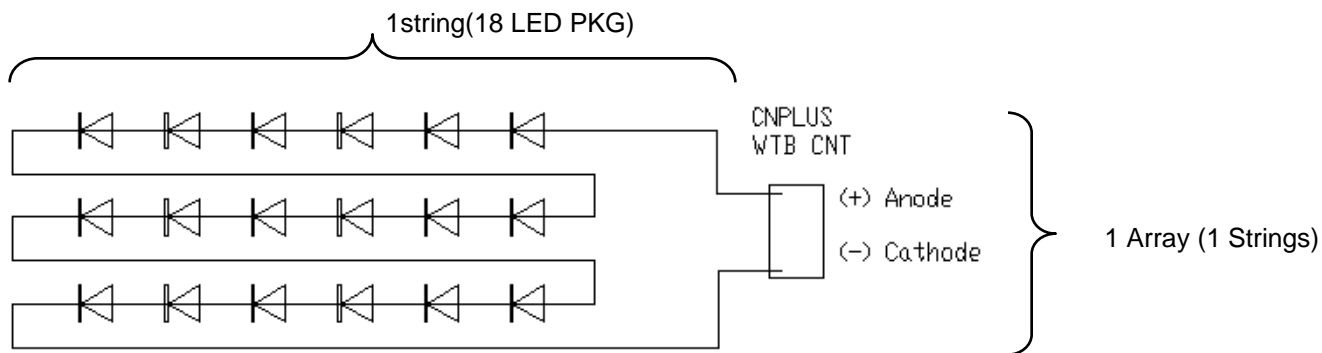 1string(18 LED PKG)
CNPLUS
WTB CNT
(+) Anode
(-) Cathode
1 Array (1 Strings)